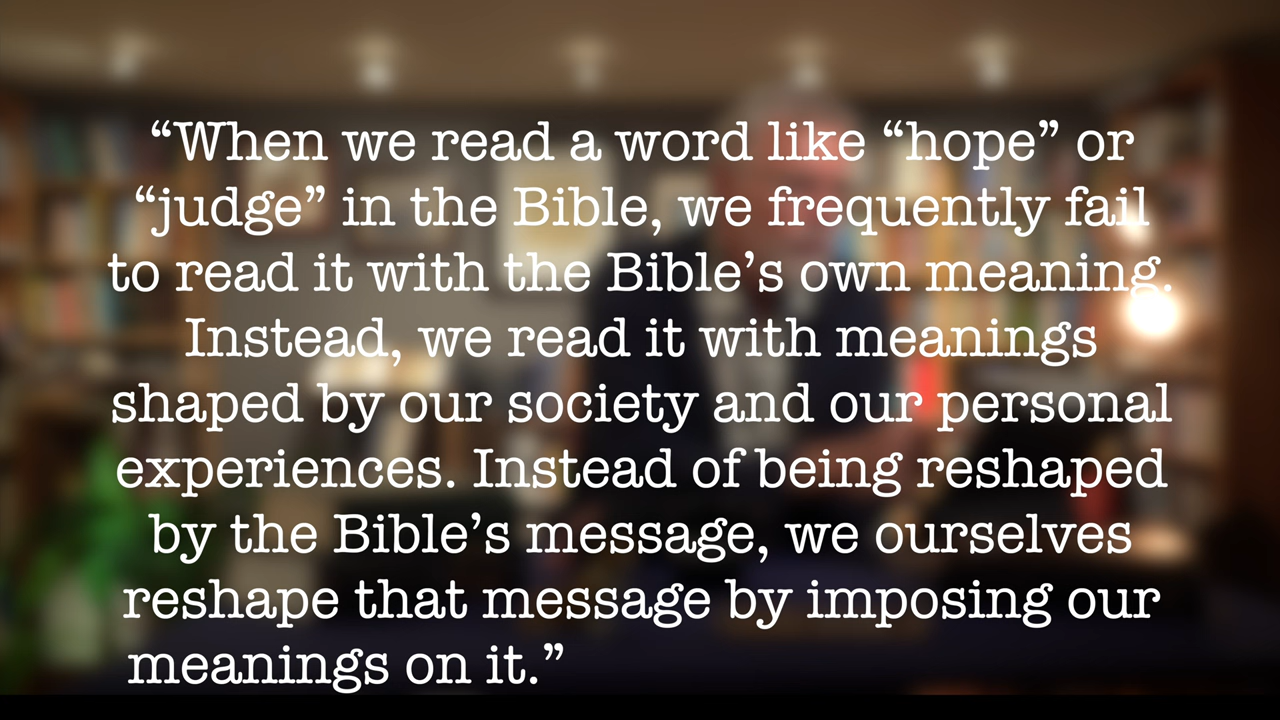 “When we read a word like “hope” or
“judge” in the Bible, we frequently fail
to read it with the Bible’s own meaning.
Instead, we read it with meanings
shaped by our society and our personal
experiences. Instead of being reshaped
by the Bible’s message, we ourselves
reshape that message by imposing our
meanings on it.”